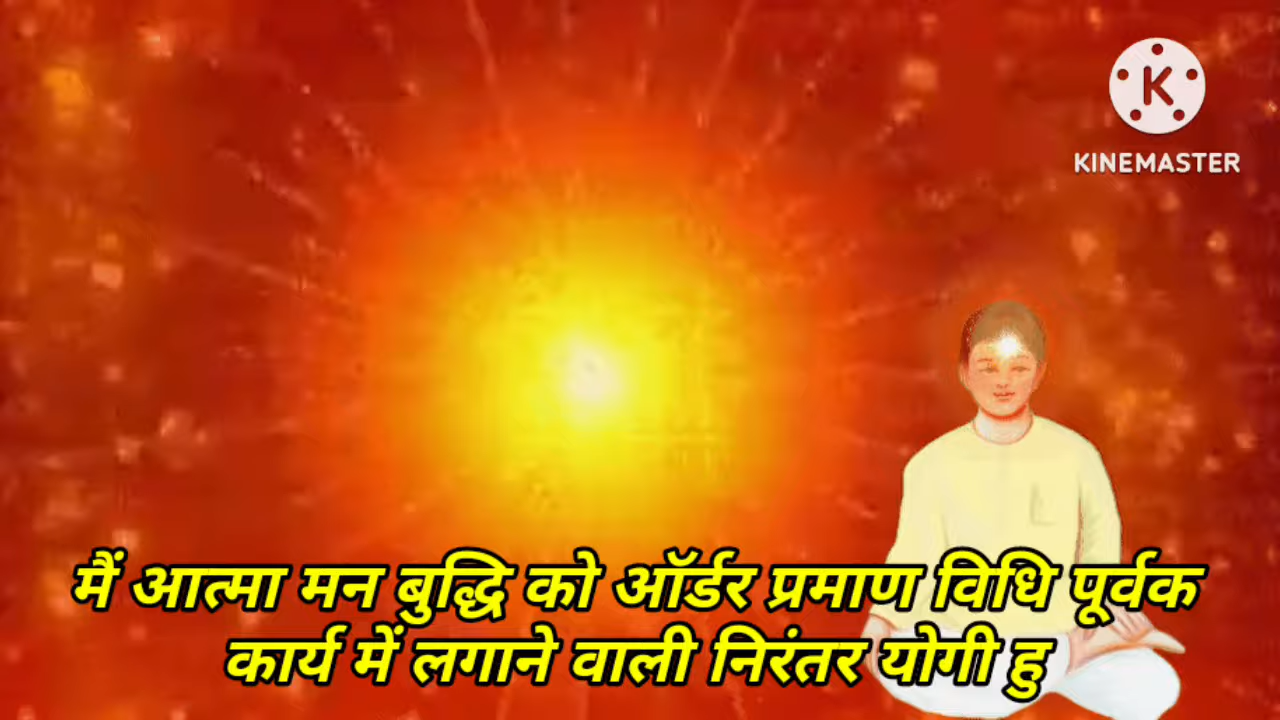 K
KINEMASTER
मैं आत्मा मन बुद्धि को ऑर्डर प्रमाण विधि पूर्वक
कार्य में लगाने वाली निरंतर योगी हु